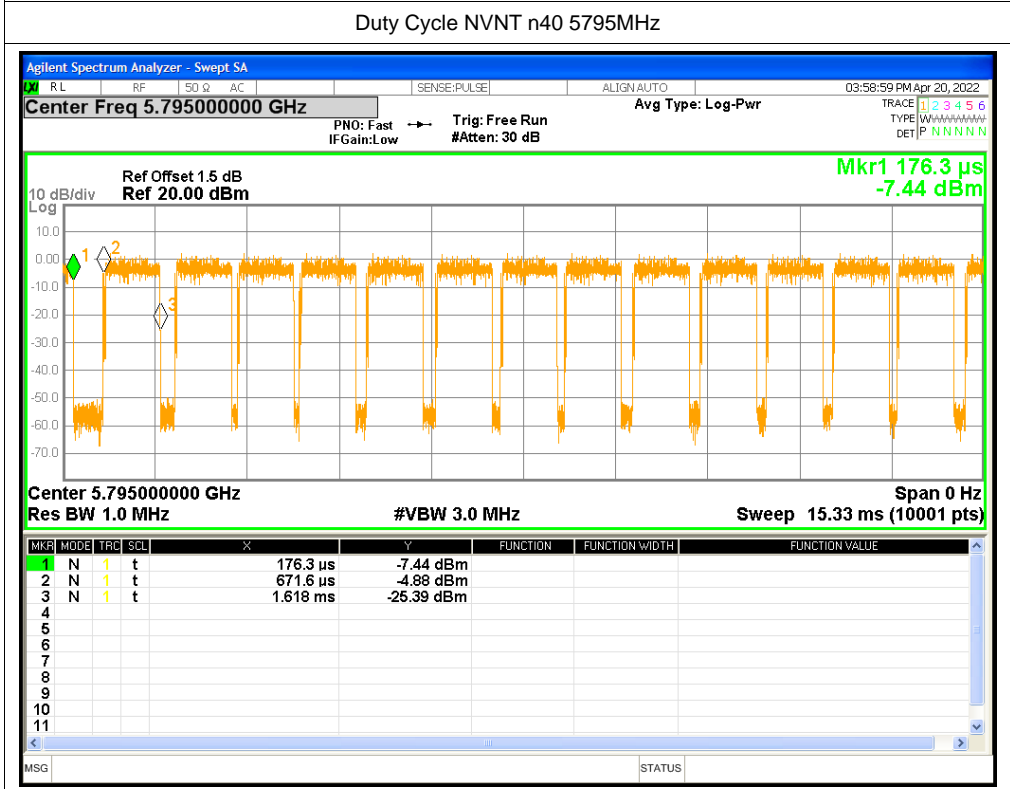 Duty Cycle NVNT n40 5795MHz
Agilent Spectrum Analyzer - Swept SA
LXI RL RF 50 Ω AC SENSE:PULSE ALIGN AUTO 03:58:59 PM Apr 20, 2022
Center Freq 5.795000000 GHz Avg Type: Log-Pwr TRACE 1 2 3 4 5 6
PNO: Fast Trig: Free Run TYPE W
IFGain:Low #Atten: 30 dB DET P N N N N N
Mkr1 176.3 µs
-7.44 dBm
Ref Offset 1.5 dB
10 dB/div Ref 20.00 dBm
Log
10.0
0.00
-10.0
-20.0
-30.0
-40.0
-50.0
-60.0
-70.0
1
2
3
Center 5.795000000 GHz Span 0 Hz
Res BW 1.0 MHz #VBW 3.0 MHz Sweep 15.33 ms (10001 pts)
MKR MODE TRC SCL X Y FUNCTION FUNCTION WIDTH FUNCTION VALUE
1 N 1 t 176.3 µs -7.44 dBm
2 N 1 t 671.6 µs -4.88 dBm
3 N 1 t 1.618 ms -25.39 dBm
4
5
6
7
8
9
10
11
MSG STATUS